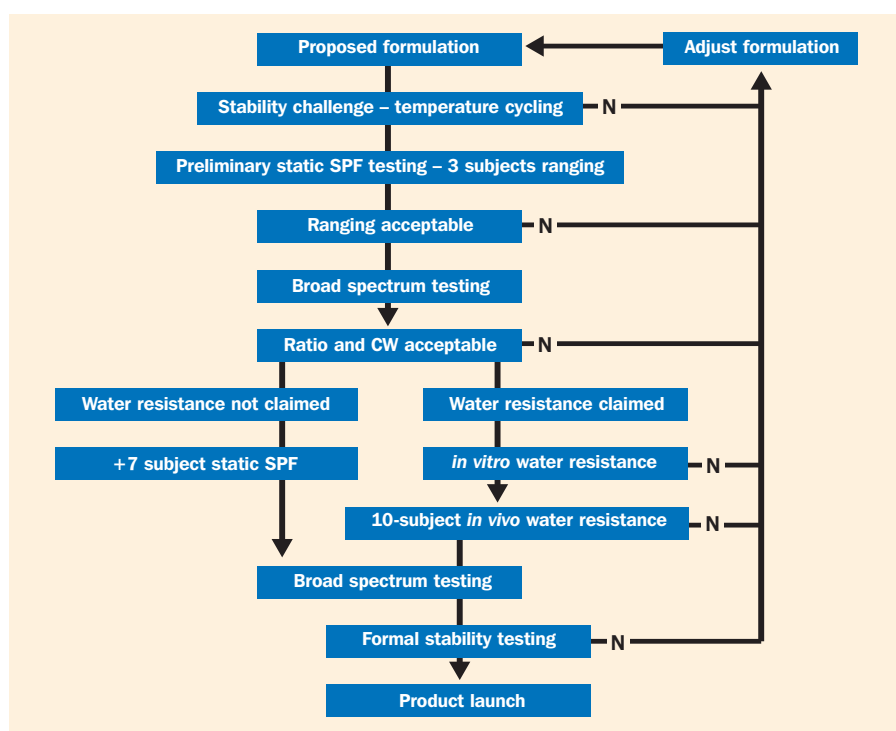 Proposed formulation
Adjust formulation
Stability challenge – temperature cycling
N
Preliminary static SPF testing – 3 subjects ranging
Ranging acceptable
N
Broad spectrum testing
Ratio and CW acceptable
N
Water resistance not claimed
Water resistance claimed
+7 subject static SPF
in vitro water resistance
N
10-subject in vivo water resistance
N
Broad spectrum testing
Formal stability testing
N
Product launch